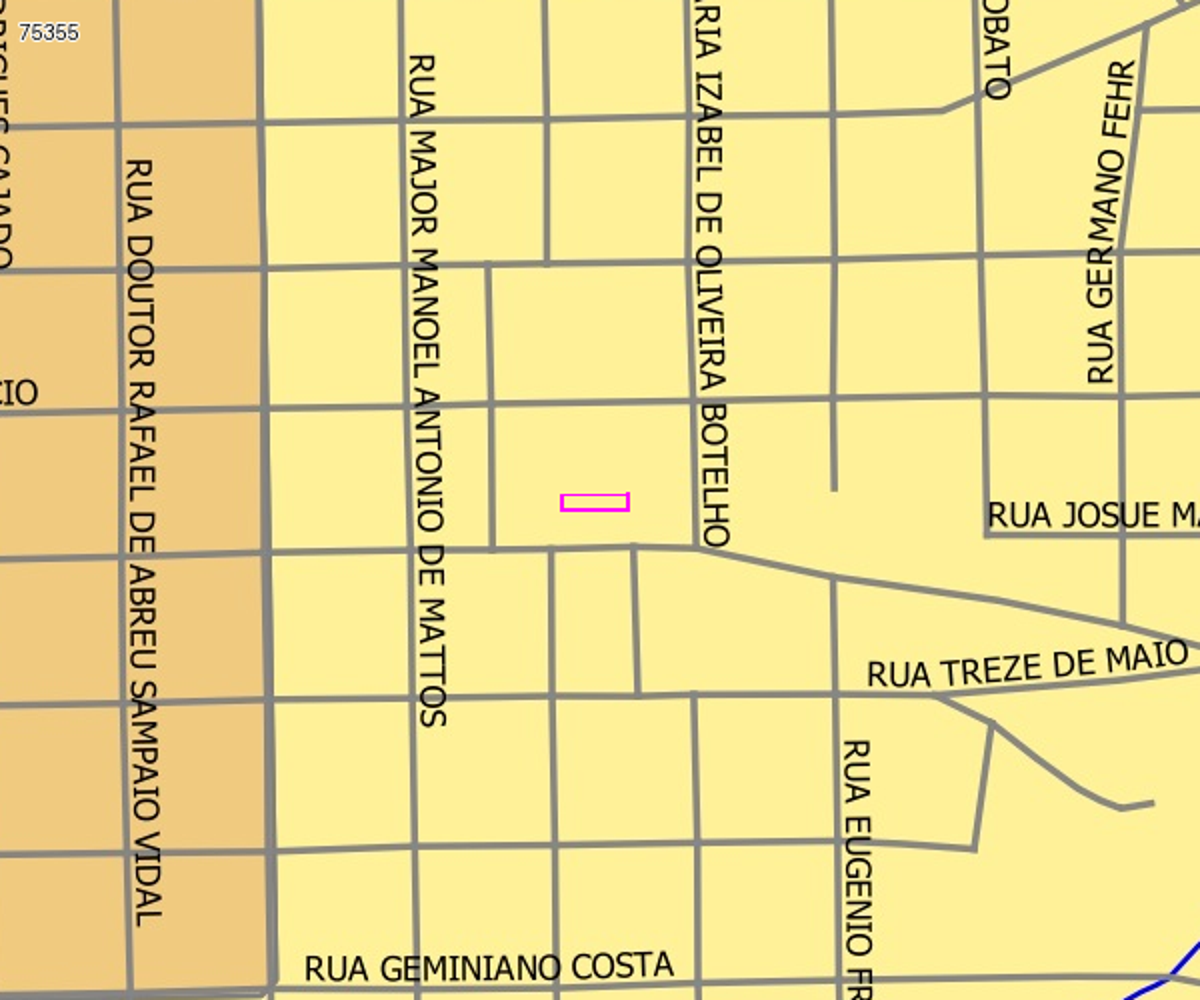 75355
OBATO
RIA IZABEL DE OLIVEIRA BOTELHO
RUA MAJOR MANOEL ANTONIO DE MATTOS
RUA GERMANO FEHR
RUA DOUTOR RAFAEL DE ABREU SAMPAIO VIDAL
CAJADO
CIO
RUA JOSUE MA
RUA TREZE DE MAIO
RUA EUGENIO FR
RUA GEMINIANO COSTA